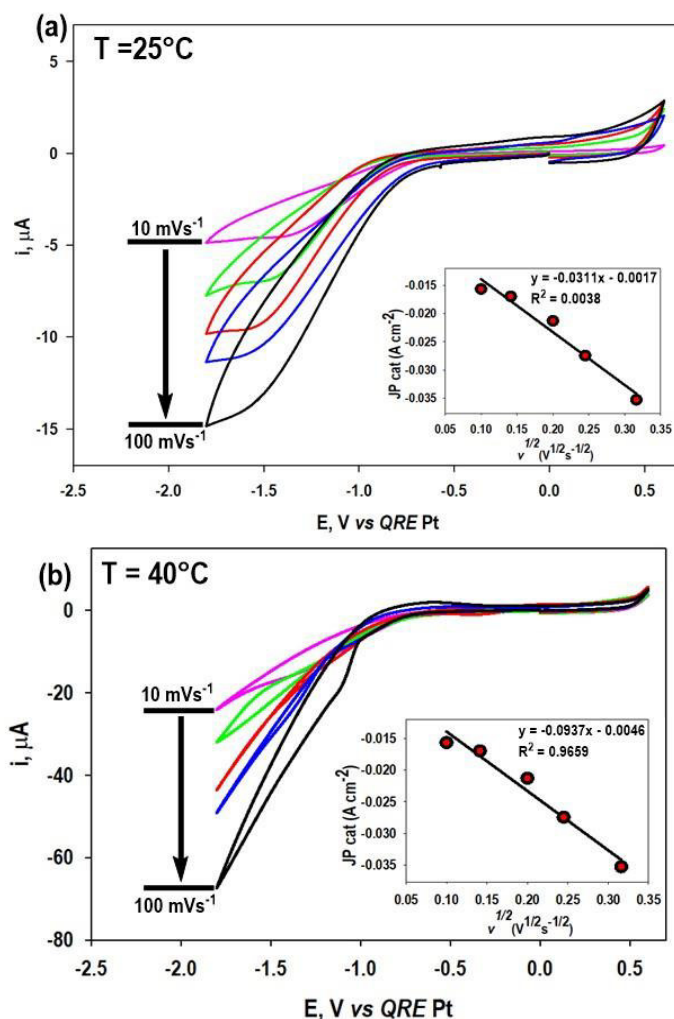 (a)
T =25°C
5
0
-5
-10
-15
i, µA
10 mVs⁻¹
100 mVs⁻¹
-2.5 -2.0 -1.5 -1.0 -0.5 0.0 0.5
E, V vs QRE Pt
y = -0.0311x - 0.0017
R² = 0.0038
-0.015
-0.020
-0.025
-0.030
-0.035
JP cat (A cm⁻²)
0.05 0.10 0.15 0.20 0.25 0.30 0.35
v¹/² (V¹/²s⁻¹/²)
(b)
T = 40°C
0
-20
-40
-60
-80
i, µA
10 mVs⁻¹
100 mVs⁻¹
-2.5 -2.0 -1.5 -1.0 -0.5 0.0 0.5
E, V vs QRE Pt
y = -0.0937x - 0.0046
R² = 0.9659
-0.015
-0.020
-0.025
-0.030
-0.035
JP cat (A cm⁻²)
0.05 0.10 0.15 0.20 0.25 0.30 0.35
v¹/² (V¹/²s⁻¹/²)